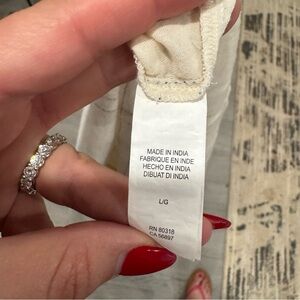 MADE IN INDIA
FABRIQUE EN INDE
HECHO EN INDIA
DIBUAT DI INDIA
L/G
RN 80318
CA 56897